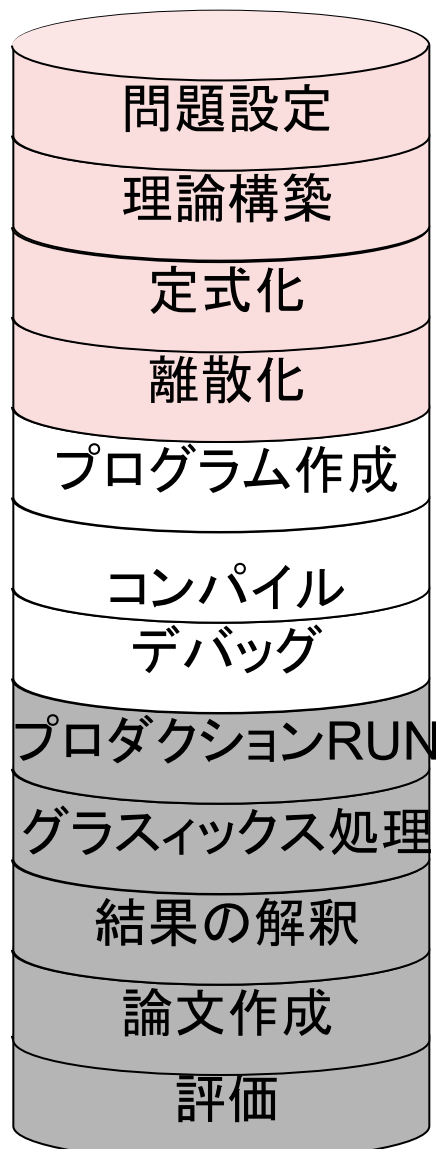 問題設定
理論構築
定式化
離散化
プログラム作成
コンパイル
デバッグ
プロダクションRUN
グラスィックス処理
結果の解釈
論文作成
評価